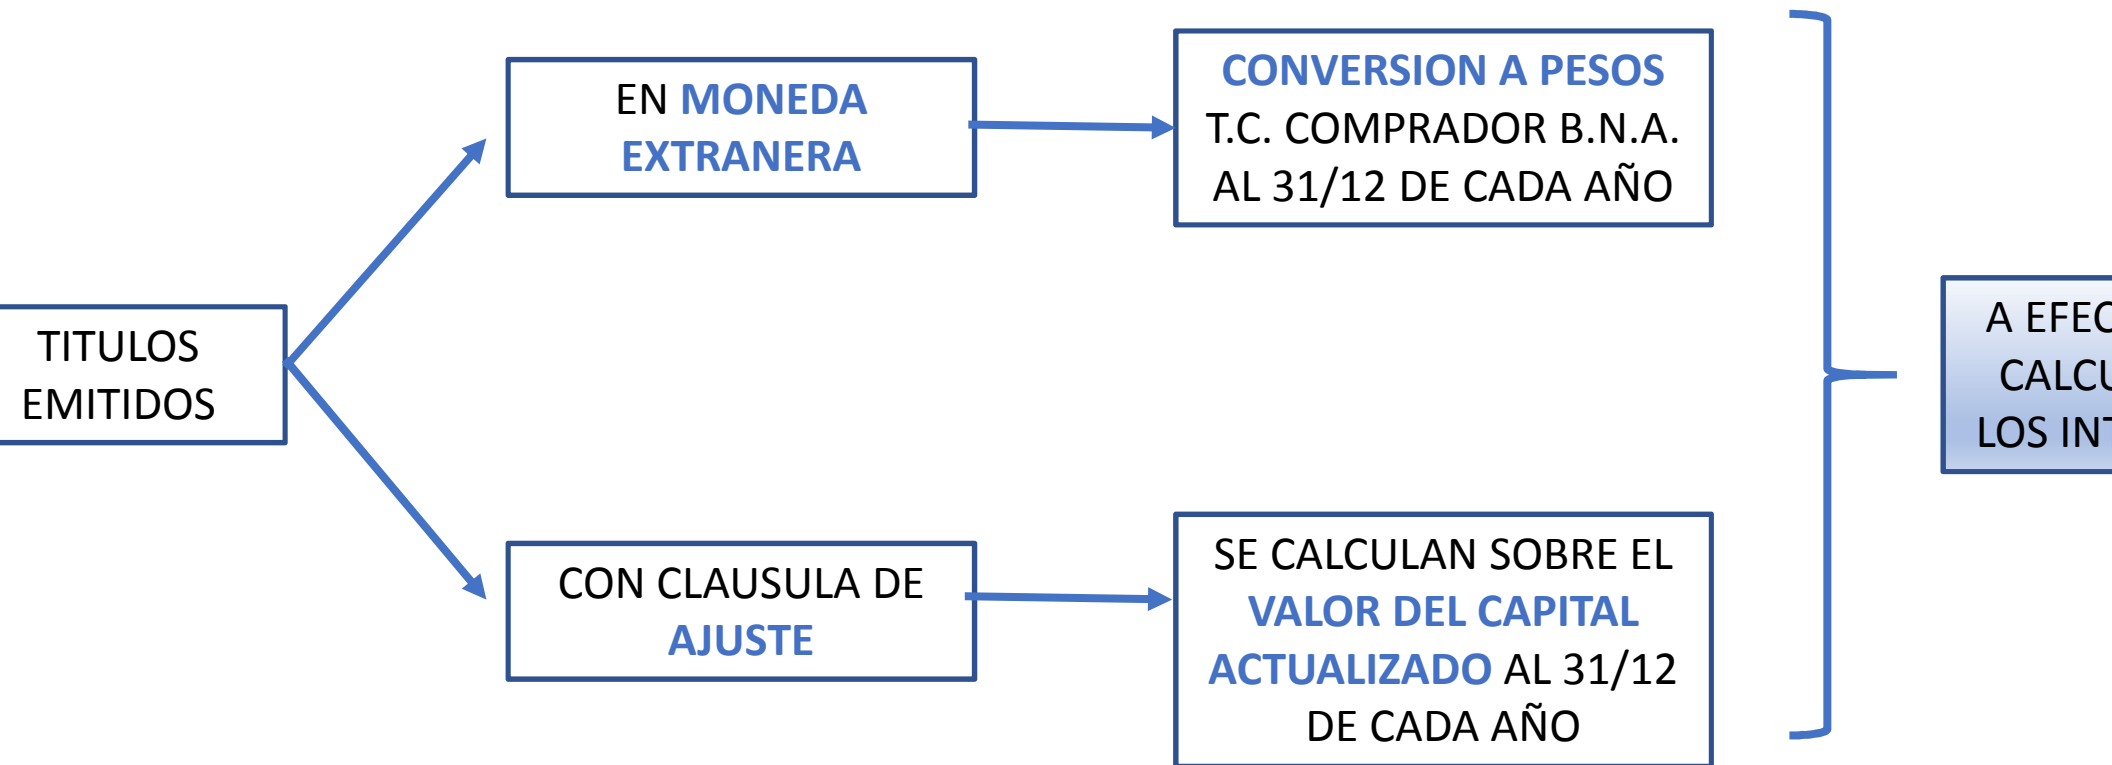 TITULOS
EMITIDOS
EN MONEDA
EXTRANERA
CONVERSION A PESOS
T.C. COMPRADOR B.N.A.
AL 31/12 DE CADA AÑO
CON CLAUSULA DE
AJUSTE
SE CALCULAN SOBRE EL
VALOR DEL CAPITAL
ACTUALIZADO AL 31/12
DE CADA AÑO
A
LOS